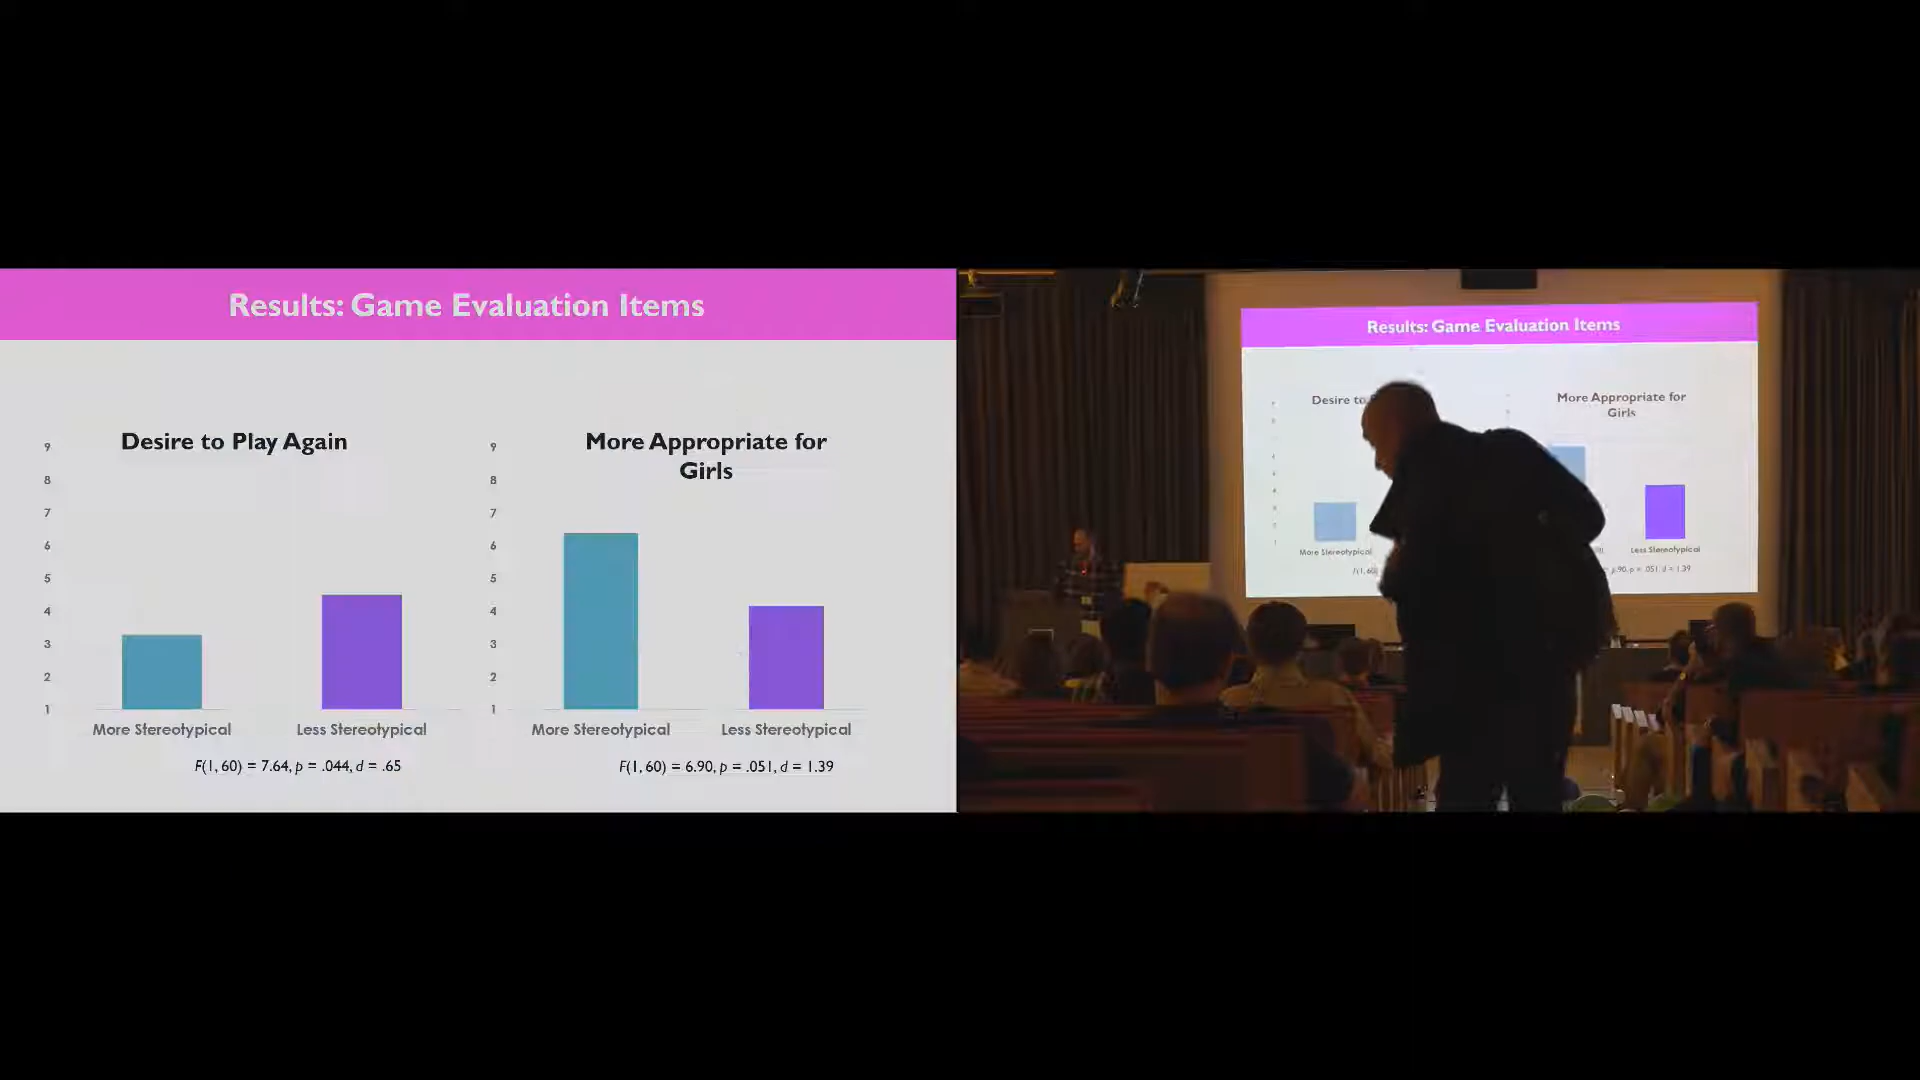 Results: Game Evaluation Items
Desire to Play Again
9
8
7
6
5
4
3
2
1
More Stereotypical Less Stereotypical
F(1, 60) = 7.64, p = .044, d = .65
More Appropriate for
Girls
9
8
7
6
5
4
3
2
1
More Stereotypical Less Stereotypical
F(1, 60) = 6.90, p = .051, d = 1.39
Results: Game Evaluation Items
Desire to
More Stereotypical
More Appropriate for
Girls
Less Stereotypical
.051, d = 1.39